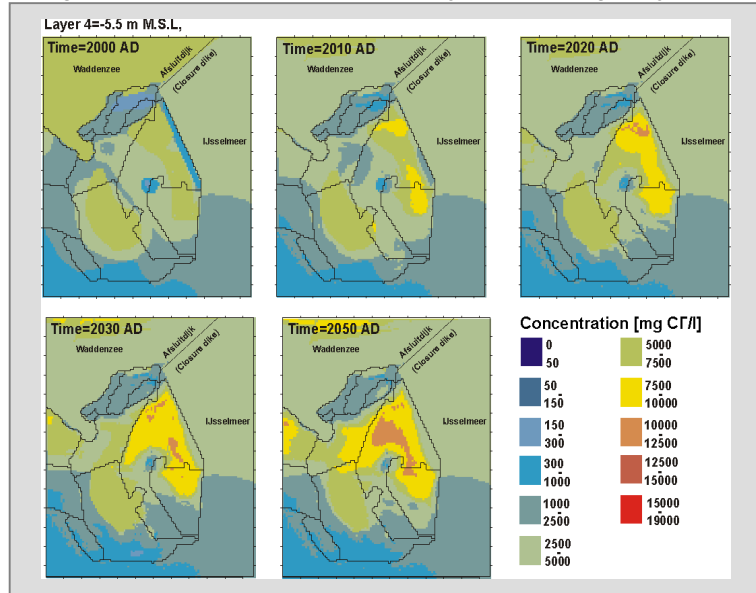 Layer 4=-5.5 m M.S.L,
Time=2000 AD
Waddenzee
Afsluitdijk
(Closure dike)
IJsselmeer
Time=2010 AD
Waddenzee
Afsluitdijk
(Closure dike)
IJsselmeer
Time=2020 AD
Waddenzee
Afsluitdijk
(Closure dike)
IJsselmeer
Time=2030 AD
Waddenzee
Afsluitdijk
(Closure dike)
IJsselmeer
Time=2050 AD
Waddenzee
Afsluitdijk
(Closure dike)
IJsselmeer
Concentration [mg CΓ/l]
0
50
50
-
150
150
-
300
300
-
1000
1000
-
2500
2500
-
5000
5000
-
7500
7500
-
10000
10000
-
12500
12500
-
15000
15000
-
19000